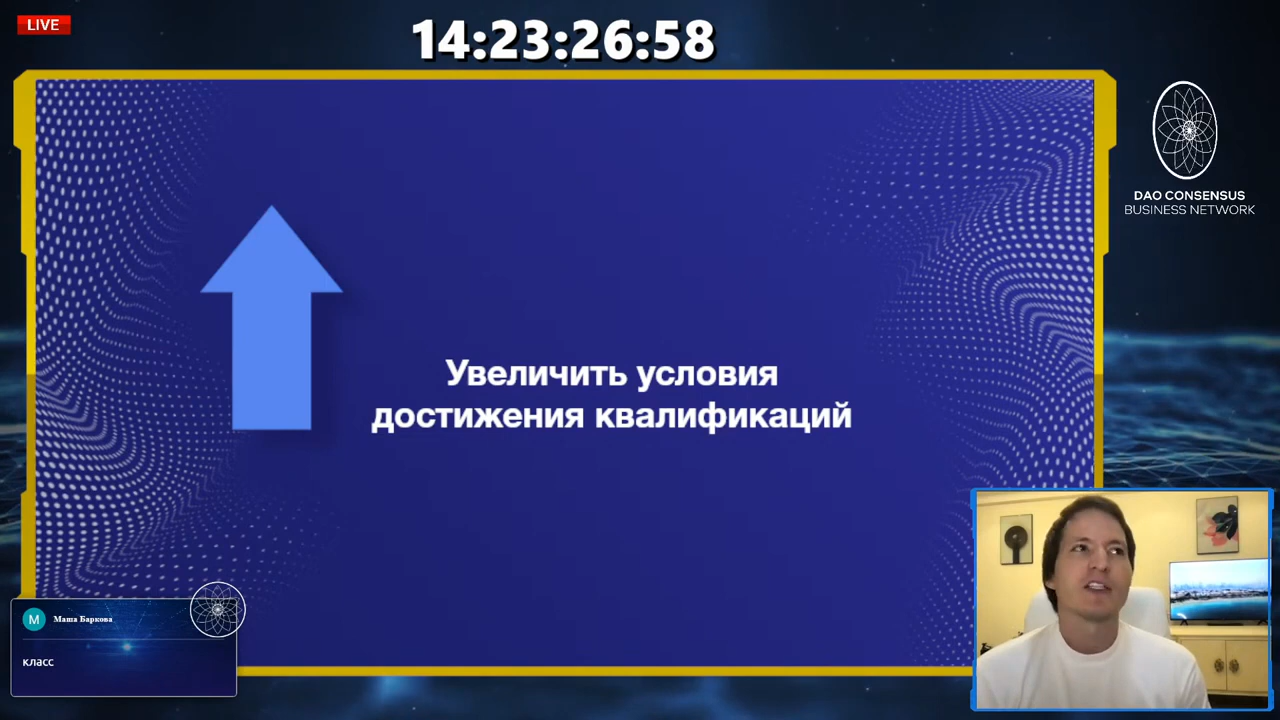 LIVE
14:23:26:58
DAO CONSENSUS
BUSINESS NETWORK
Увеличить условия
достижения квалификаций
М
Маша Баркова
класс